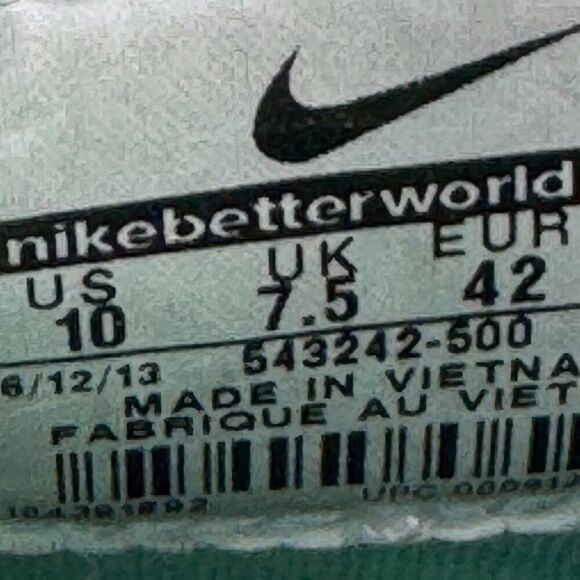 nikebetterworld
US UK EUR
10 7.5 42
6/12/13 543242-500
MADE IN VIETNA
FABRIQUE AU VIET
UPC